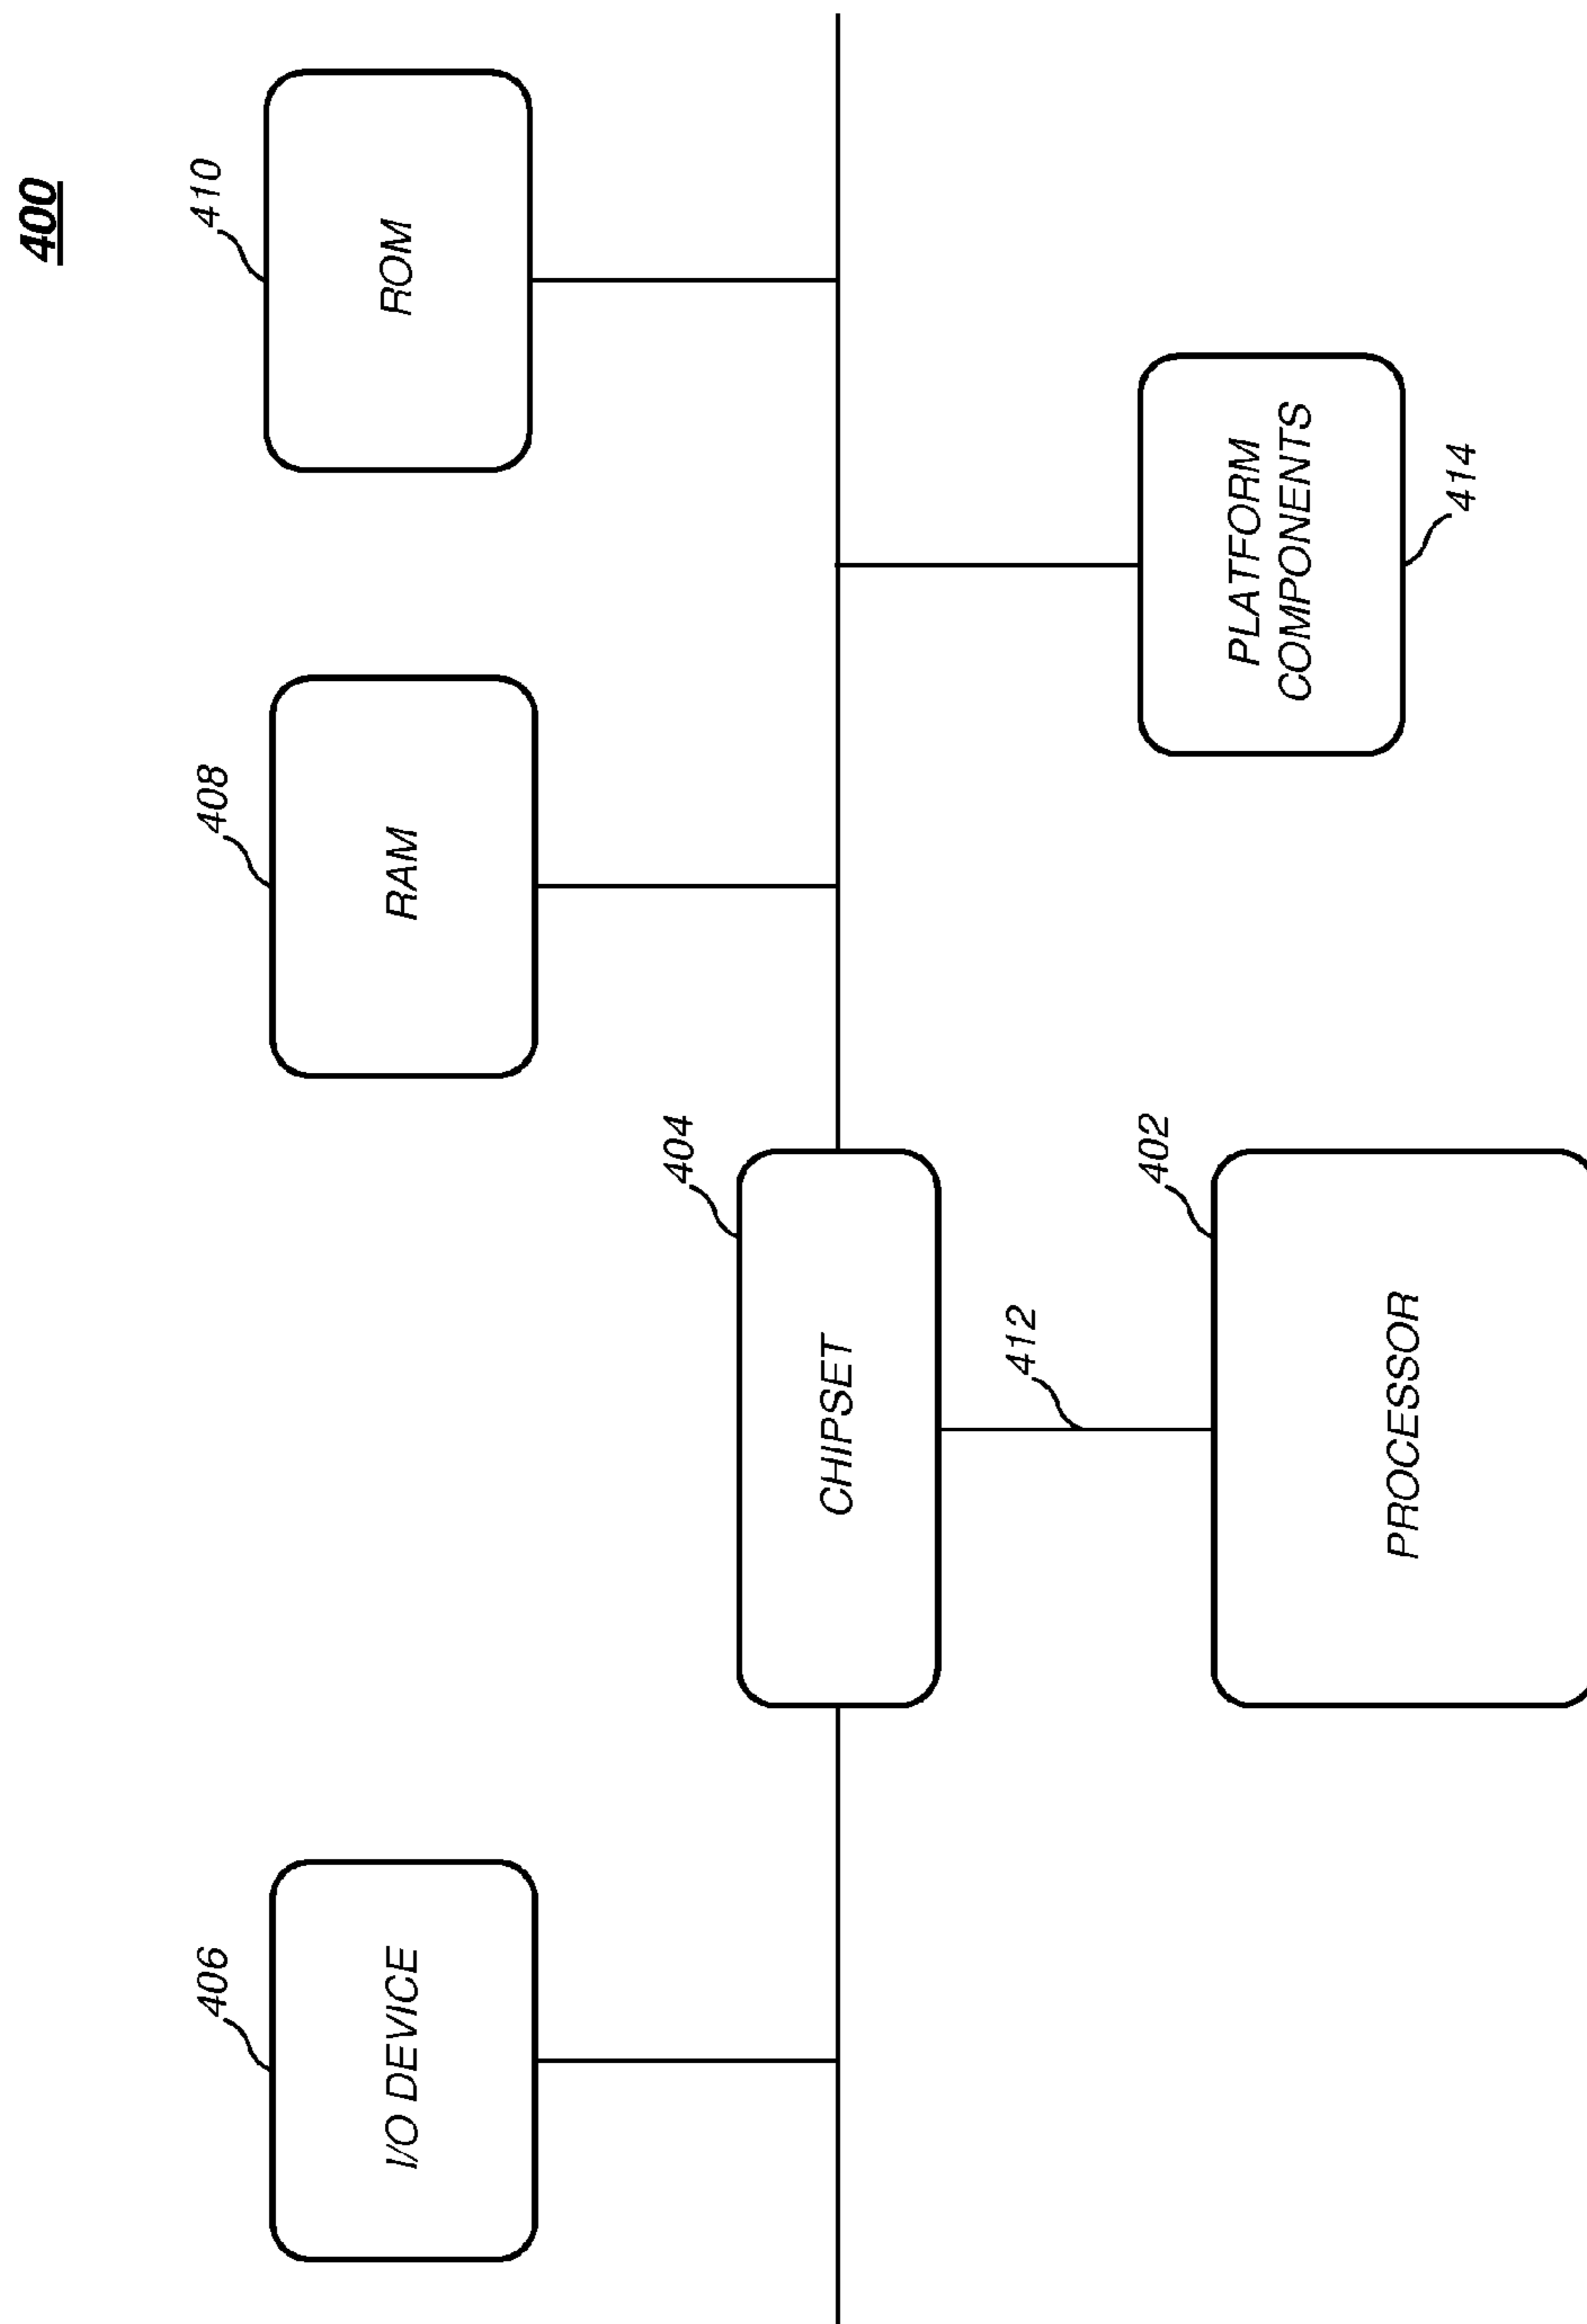 400
406
I/O DEVICE
408
RAM
410
ROM
404
CHIPSET
412
402
PROCESSOR
PLATFORM
COMPONENTS
414